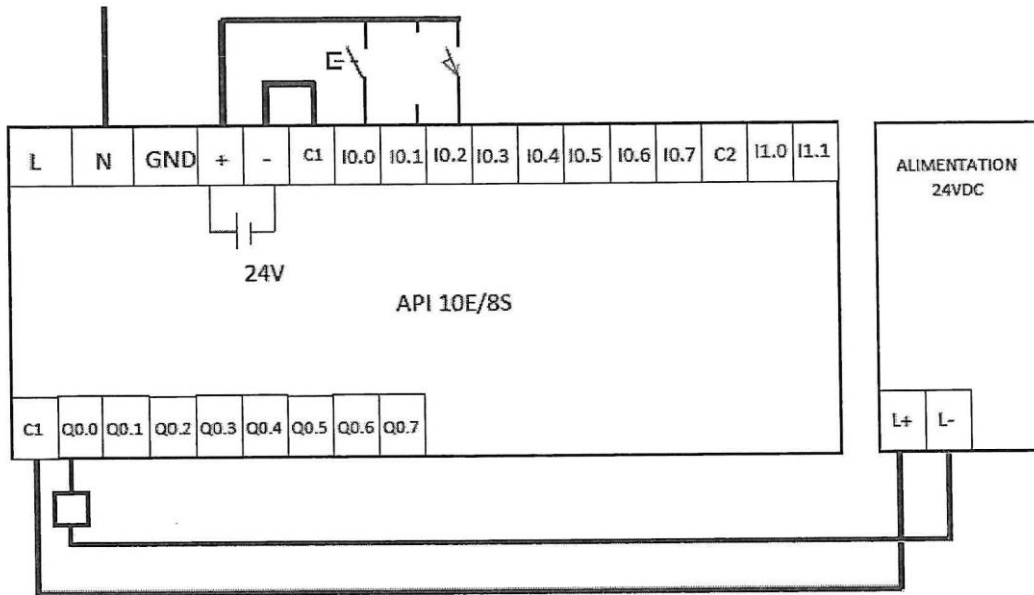 L N GND + - C1 I0.0 I0.1 I0.2 I0.3 I0.4 I0.5 I0.6 I0.7 C2 I1.0 I1.1
ALIMENTATION
24VDC
24V
API 10E/8S
C1 Q0.0 Q0.1 Q0.2 Q0.3 Q0.4 Q0.5 Q0.6 Q0.7
L+ L-